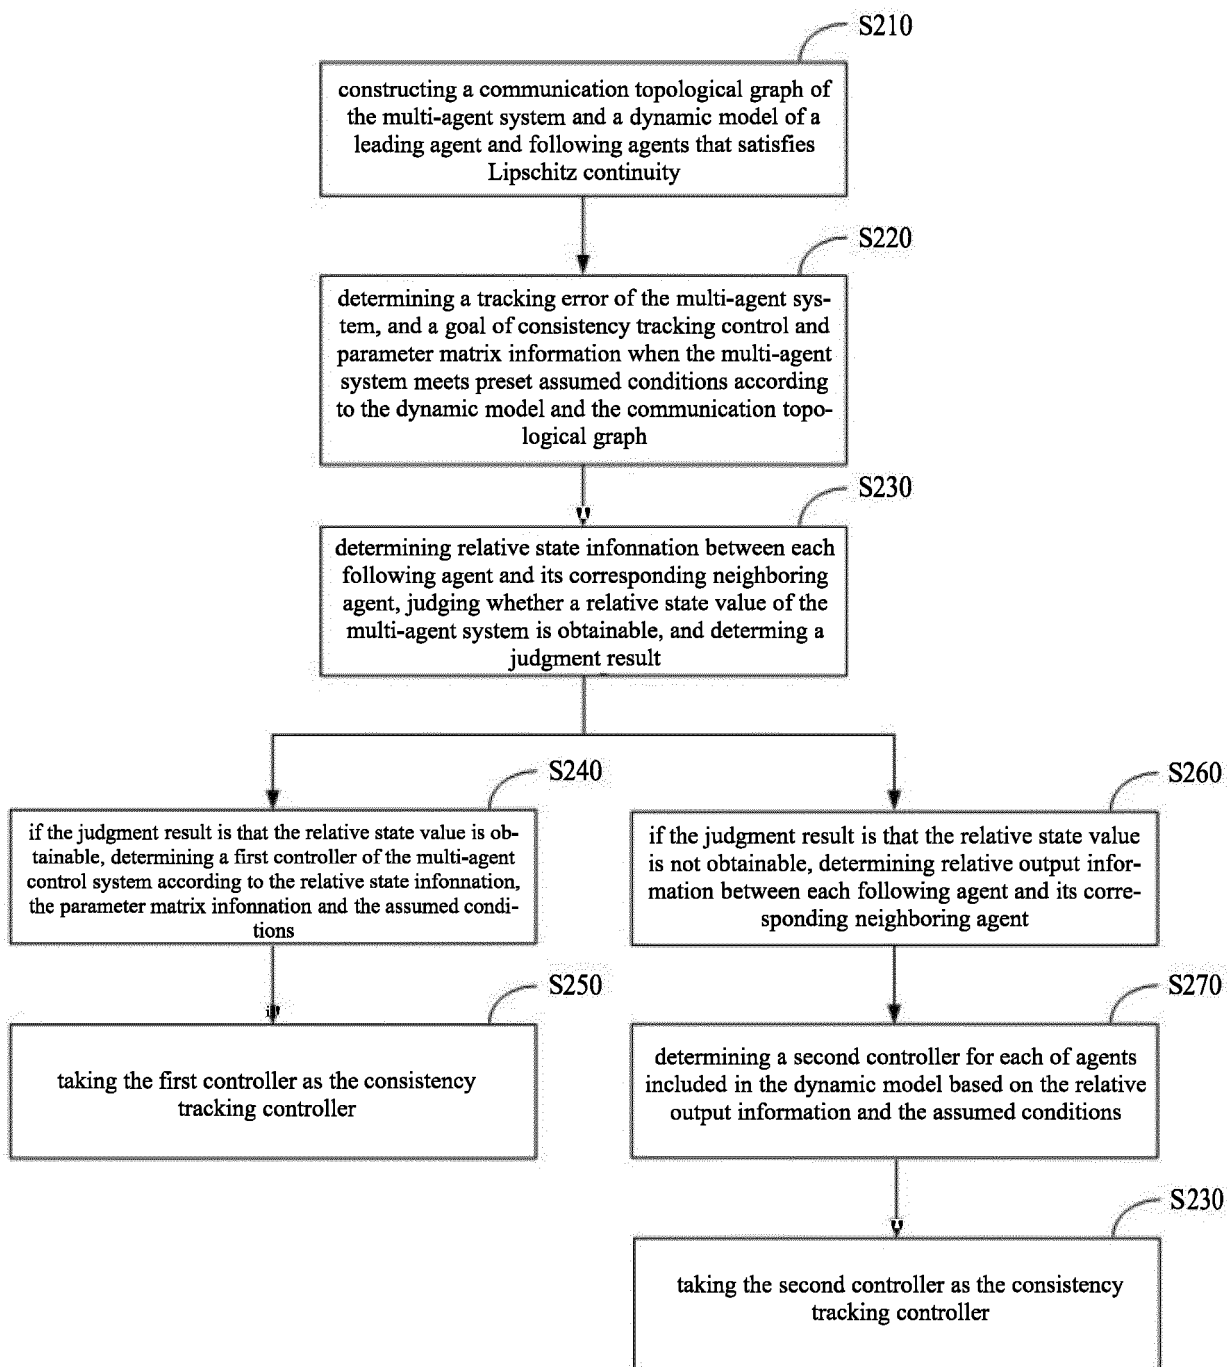 S210
constructing a communication topological graph of
the multi-agent system and a dynamic model of a
leading agent and following agents that satisfies
Lipschitz continuity
S220
determining a tracking error of the multi-agent sys-
tem, and a goal of consistency tracking control and
parameter matrix information when the multi-agent
system meets preset assumed conditions according
to the dynamic model and the communication topo-
logical graph
S230
determining relative state infonnation between each
following agent and its corresponding neighboring
agent, judging whether a relative state value of the
multi-agent system is obtainable, and determing a
judgment result
S240
if the judgment result is that the relative state value is ob-
tainable, determining a first controller of the multi-agent
control system according to the relative state infonnation,
the parameter matrix infonnation and the assumed condi-
tions
S250
taking the first controller as the consistency
tracking controller
S260
if the judgment result is that the relative state value
is not obtainable, determining relative output infor-
mation between each following agent and its corre-
sponding neighboring agent
S270
determining a second controller for each of agents
included in the dynamic model based on the relative
output information and the assumed conditions
S230
taking the second controller as the consistency
tracking controller